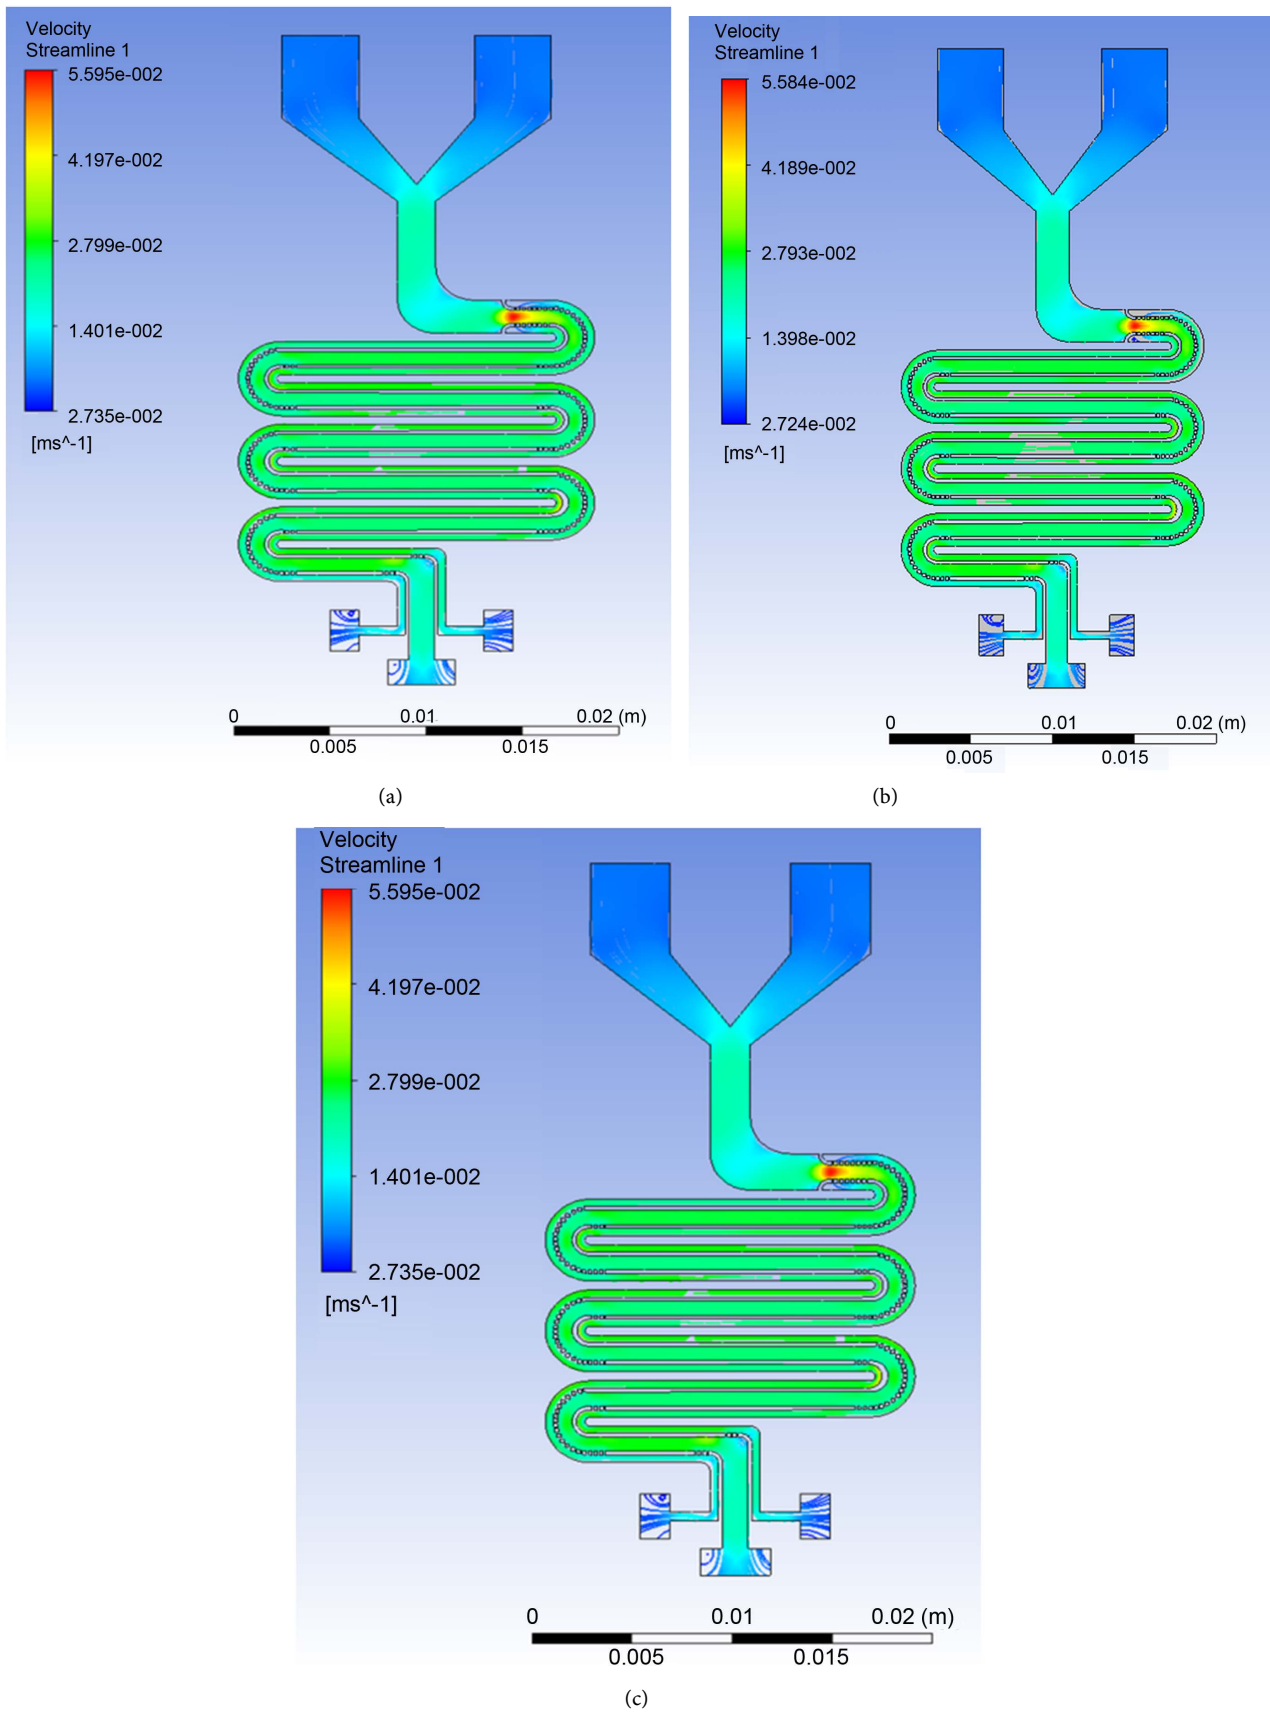 Velocity
Streamline 1
5.595e-002
4.197e-002
2.799e-002
1.401e-002
2.735e-002
[ms^-1]
0 0.01 0.02 (m)
0.005 0.015
(a)
Velocity
Streamline 1
5.584e-002
4.189e-002
2.793e-002
1.398e-002
2.724e-002
[ms^-1]
0 0.01 0.02 (m)
0.005 0.015
(b)
Velocity
Streamline 1
5.595e-002
4.197e-002
2.799e-002
1.401e-002
2.735e-002
[ms^-1]
0 0.01 0.02 (m)
0.005 0.015
(c)